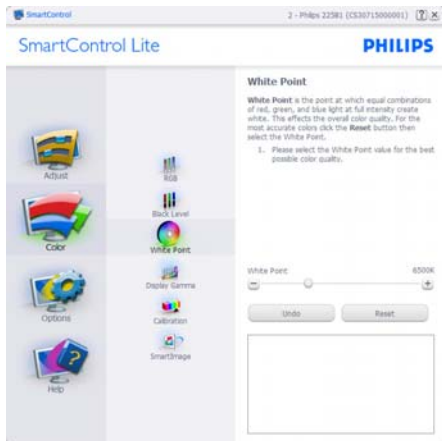 SmartControl
2 - Philips 225B1 (CS30715000001)
SmartControl Lite
PHILIPS
Adjust
Color
Options
Help
RGB
Black Level
White Point
Display Gamma
Calibration
SmartImage
White Point
White Point is the point at which equal combinations
of red, green, and blue light at full intensity create
white. This effects the overall color quality. For the
most accurate colors click the Reset button then
select the White Point.
1. Please select the White Point value for the best
possible color quality.
White Point
6500K
Undo
Reset